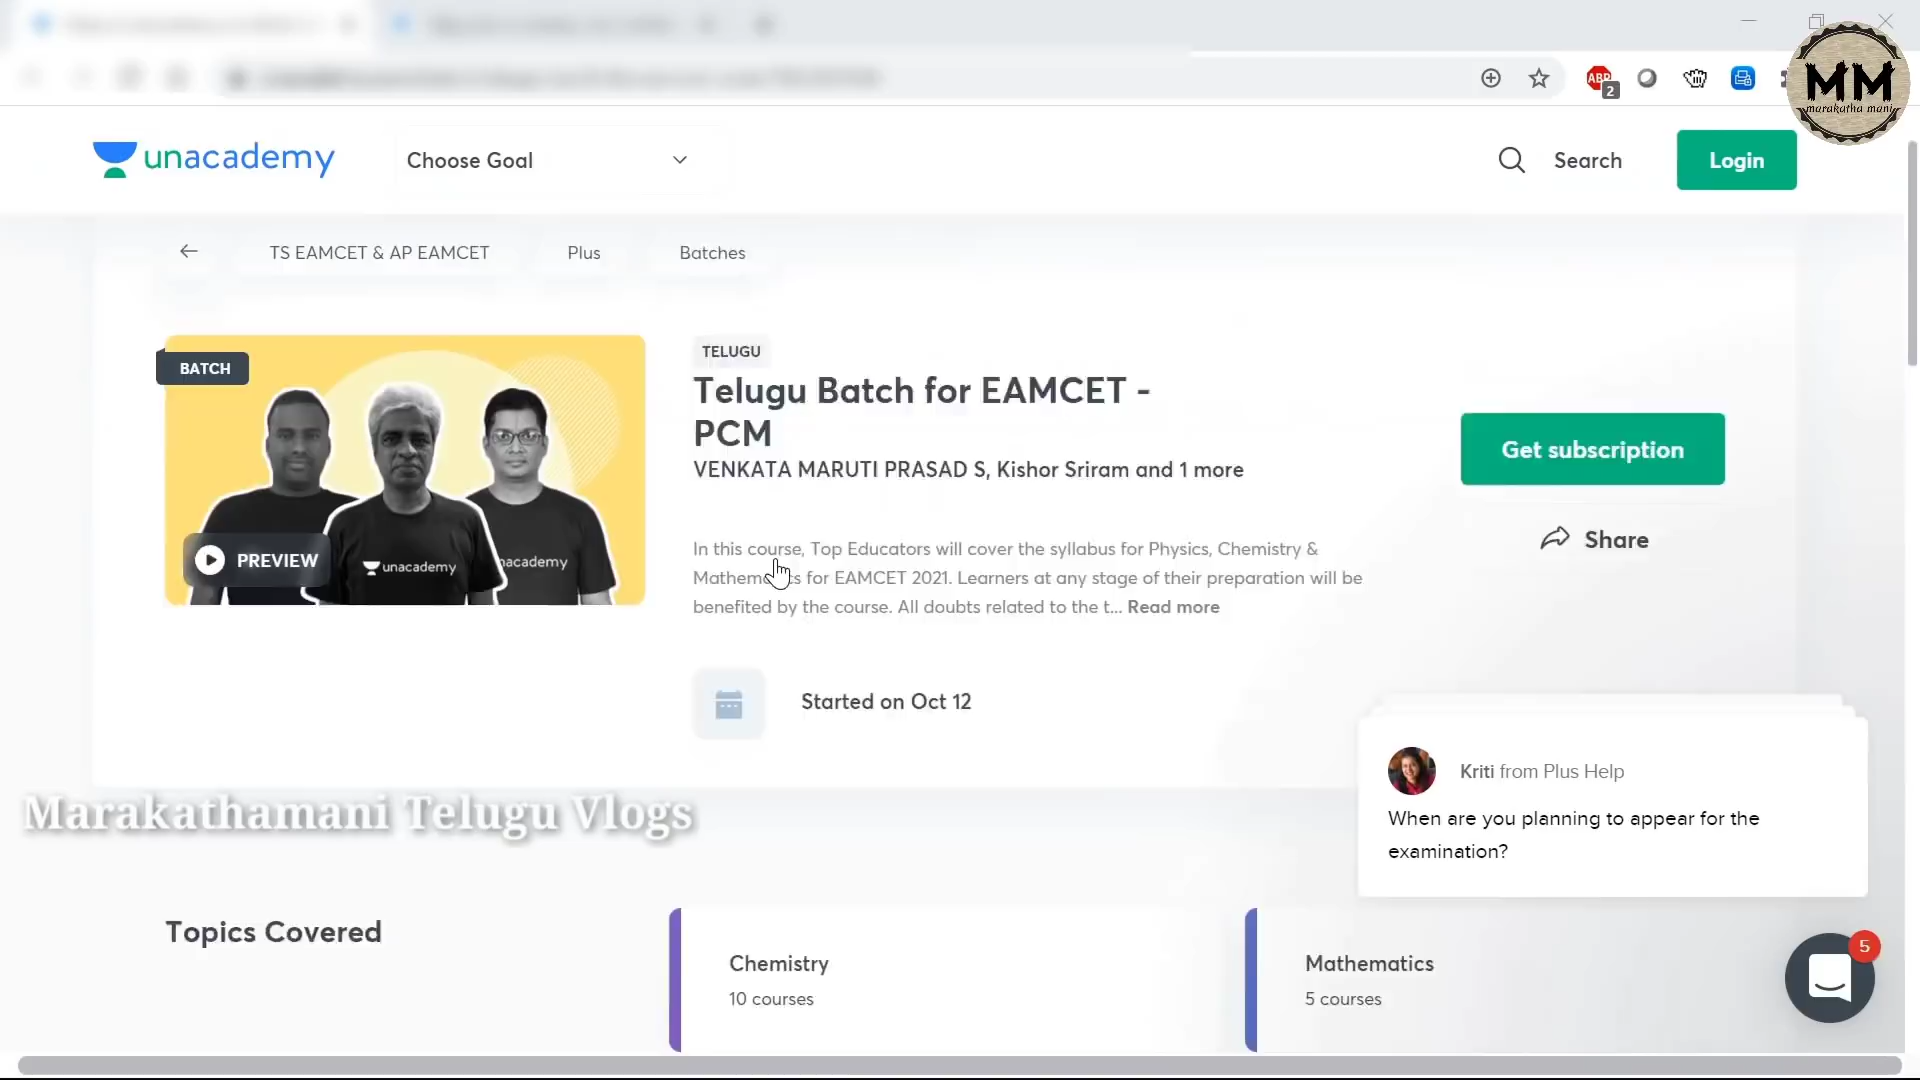 ABP
2
MM
marakatha mani
unacademy
Choose Goal
Search
Login
TS EAMCET & AP EAMCET
Plus
Batches
BATCH
PREVIEW
unacademy
nacademy
TELUGU
Telugu Batch for EAMCET -
PCM
VENKATA MARUTI PRASAD S, Kishor Sriram and 1 more
In this course, Top Educators will cover the syllabus for Physics, Chemistry &
Mathematics for EAMCET 2021. Learners at any stage of their preparation will be
benefited by the course. All doubts related to the t... Read more
Get subscription
Share
Started on Oct 12
Kriti from Plus Help
When are you planning to appear for the
examination?
Marakathamani Telugu Vlogs
Topics Covered
Chemistry
10 courses
Mathematics
5 courses
5